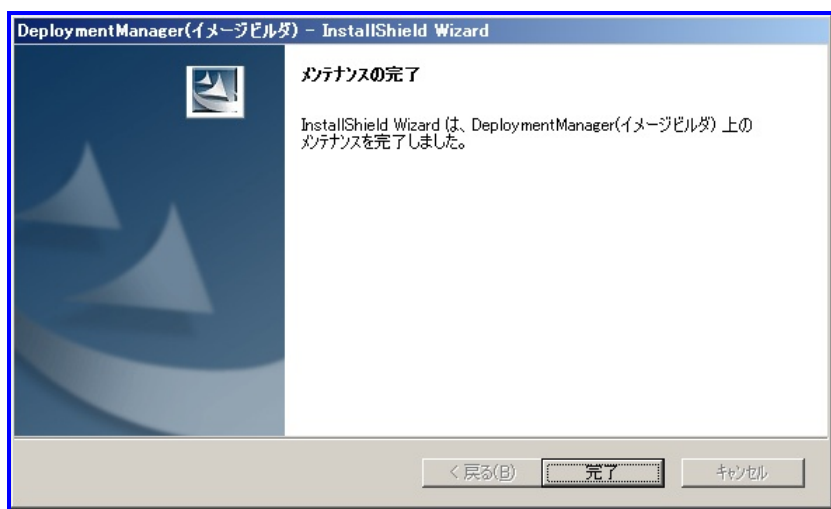 DeploymentManager(イメージビルダ) - InstallShield Wizard
メンテナンスの完了
InstallShield Wizard は、DeploymentManager(イメージビルダ) 上の
メンテナンスを完了しました。
< 戻る(B)
完了
キャンセル